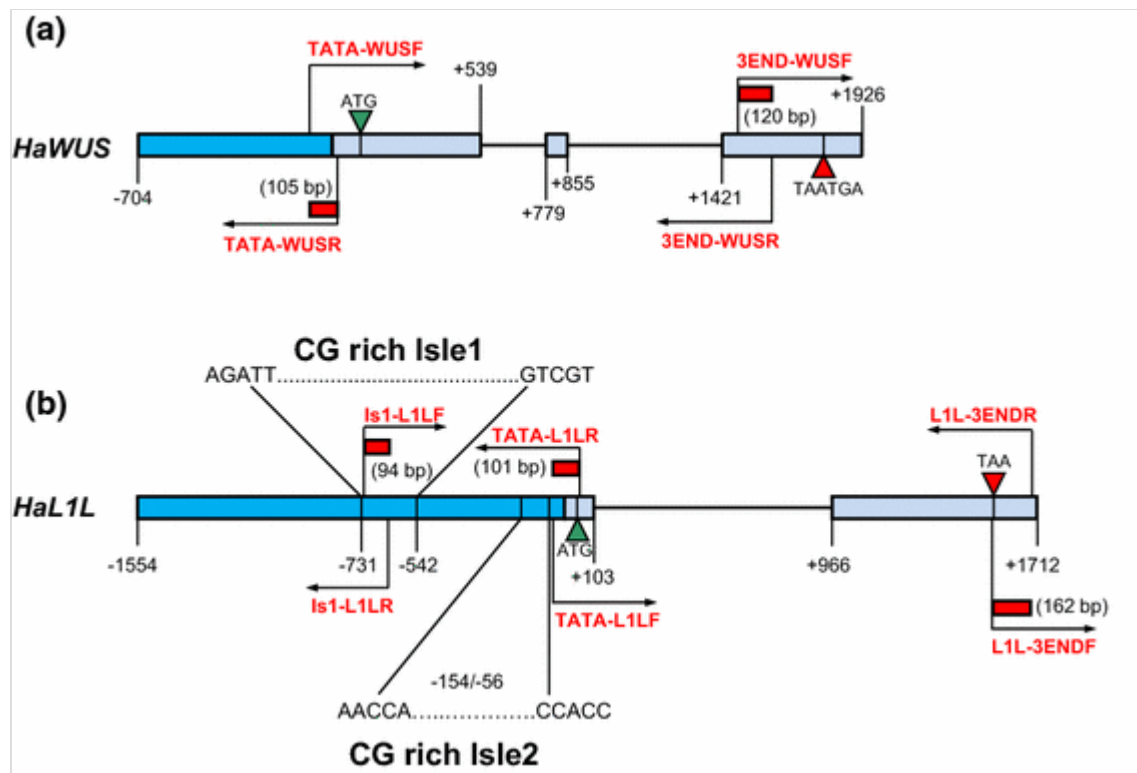 (a)
TATA-WUSF
+539
3END-WUSF
ATG
+1926
(120 bp)
HaWUS
(105 bp)
-704
+855
+779
+1421
TAATGA
TATA-WUSR
3END-WUSR
CG rich Isle1
AGATT..............................GTCGT
(b)
Is1-L1LF
TATA-L1LR
L1L-3ENDR
(94 bp)
(101 bp)
TAA
HaL1L
ATG
-1554
-731
-542
+103
+966
+1712
Is1-L1LR
TATA-L1LF
(162 bp)
L1L-3ENDF
-154/-56
AACCA...............CCACC
CG rich Isle2